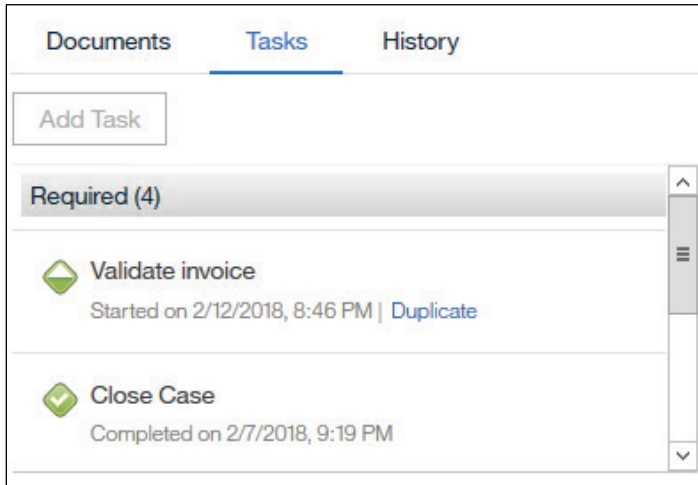 Documents Tasks History
Add Task
Required (4)
Validate invoice
Started on 2/12/2018, 8:46 PM | Duplicate
Close Case
Completed on 2/7/2018, 9:19 PM